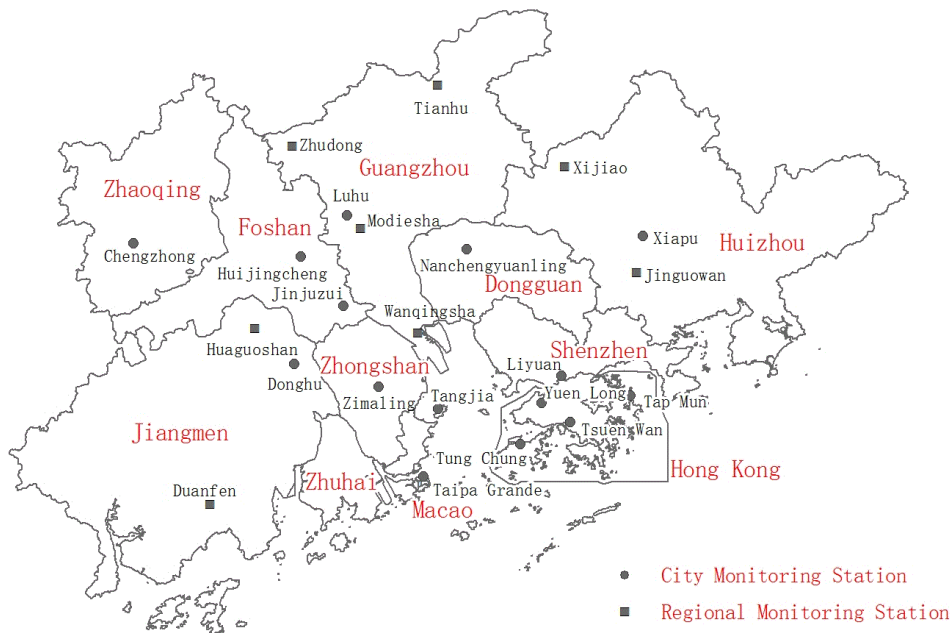 Tianhu
Zhudong
Guangzhou
Xijiao
Zhaoqing
Luhu
Modiesha
Foshan
Xiapu
Huizhou
Chengzhong
Huijingcheng
Nanchengyuanling
Jinguowan
Dongguan
Jinjuzui
Wanqingsha
Huaguoshan
Shenzhen
Zhongshan
Liyuan
Donghu
Zimaling
Tangjia
Yuen Long
Tap Mun
Jiangmen
Tsuen Wan
Tung Chung
Hong Kong
Zhuhai
Duanfen
Taipa Grande
Macao
City Monitoring Station
Regional Monitoring Station